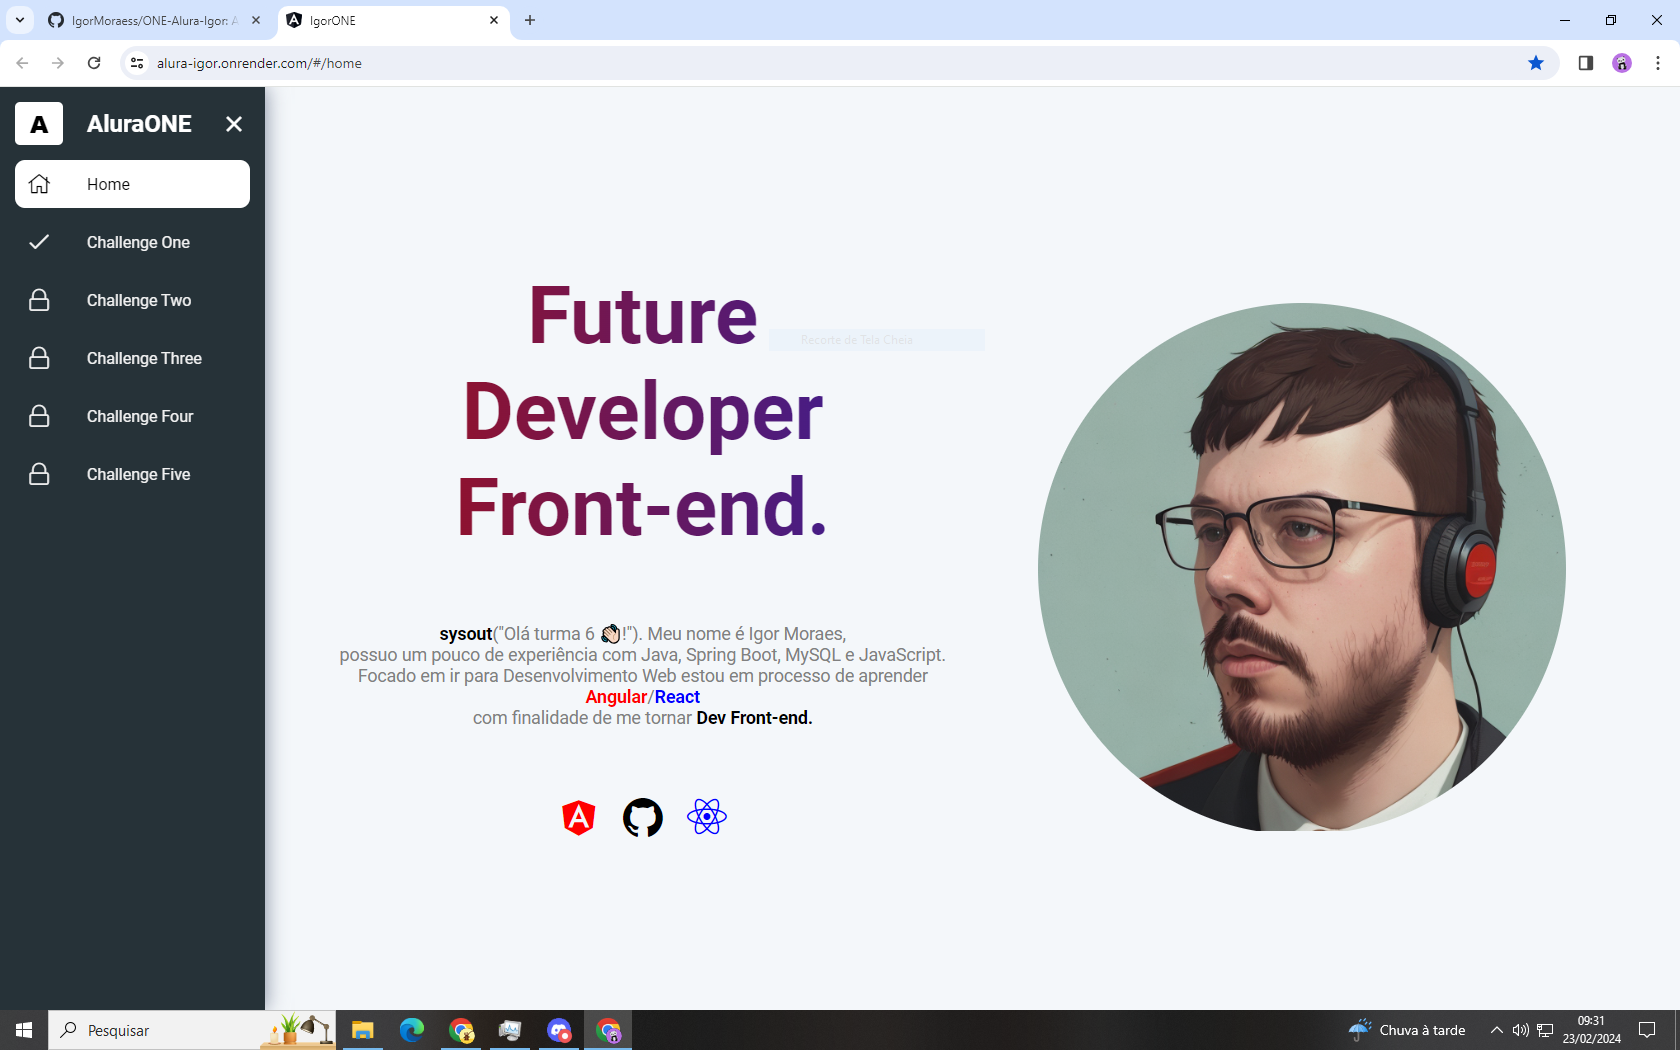 IgorMoraess/ONE-Alura-Igor: A
IgorONE
alura-igor.onrender.com/#/home
A
AluraONE
Home
Challenge One
Challenge Two
Challenge Three
Challenge Four
Challenge Five
Future
Developer
Front-end.
Recorte de Tela Cheia
sysout("Olá turma 6 👋🏻!"). Meu nome é Igor Moraes,
possuo um pouco de experiência com Java, Spring Boot, MySQL e JavaScript.
Focado em ir para Desenvolvimento Web estou em processo de aprender
Angular/React
com finalidade de me tornar Dev Front-end.
Pesquisar
Chuva à tarde
09:31
23/02/2024